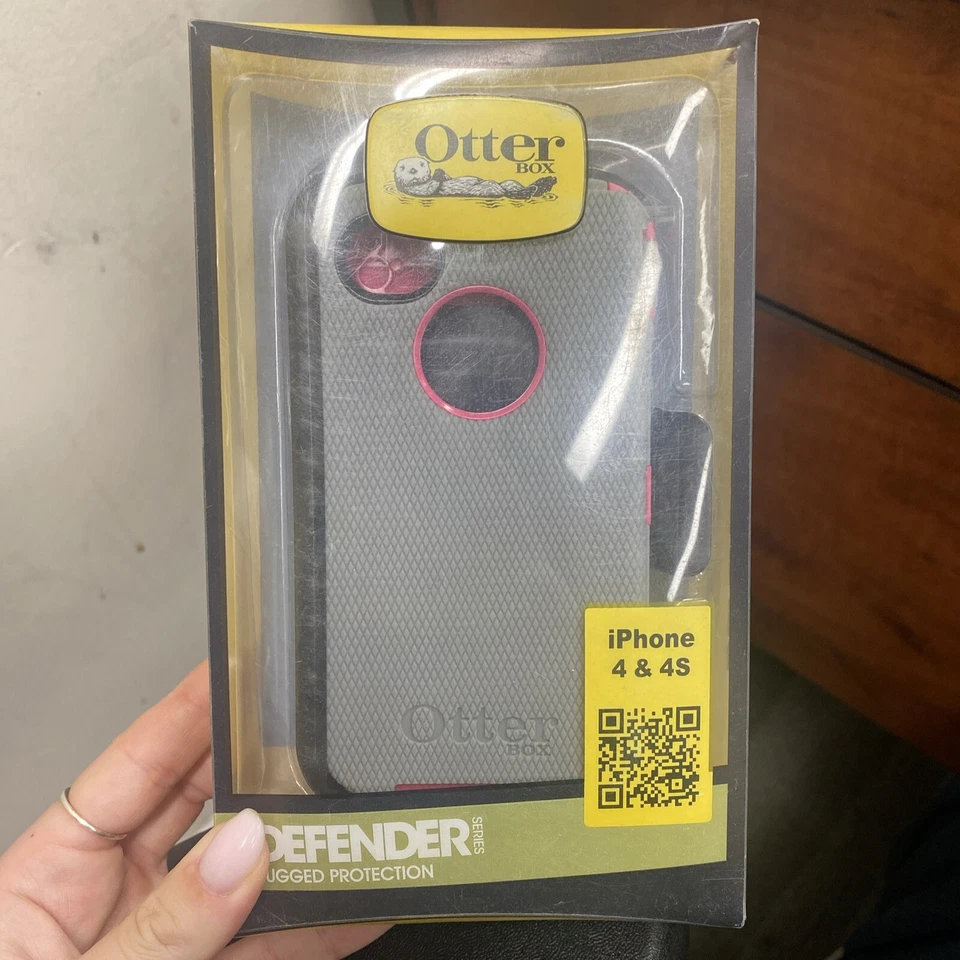 Otter
BOX
iPhone
4 & 4S
Otter
BOX
DEFENDER SERIES
UGGED PROTECTION